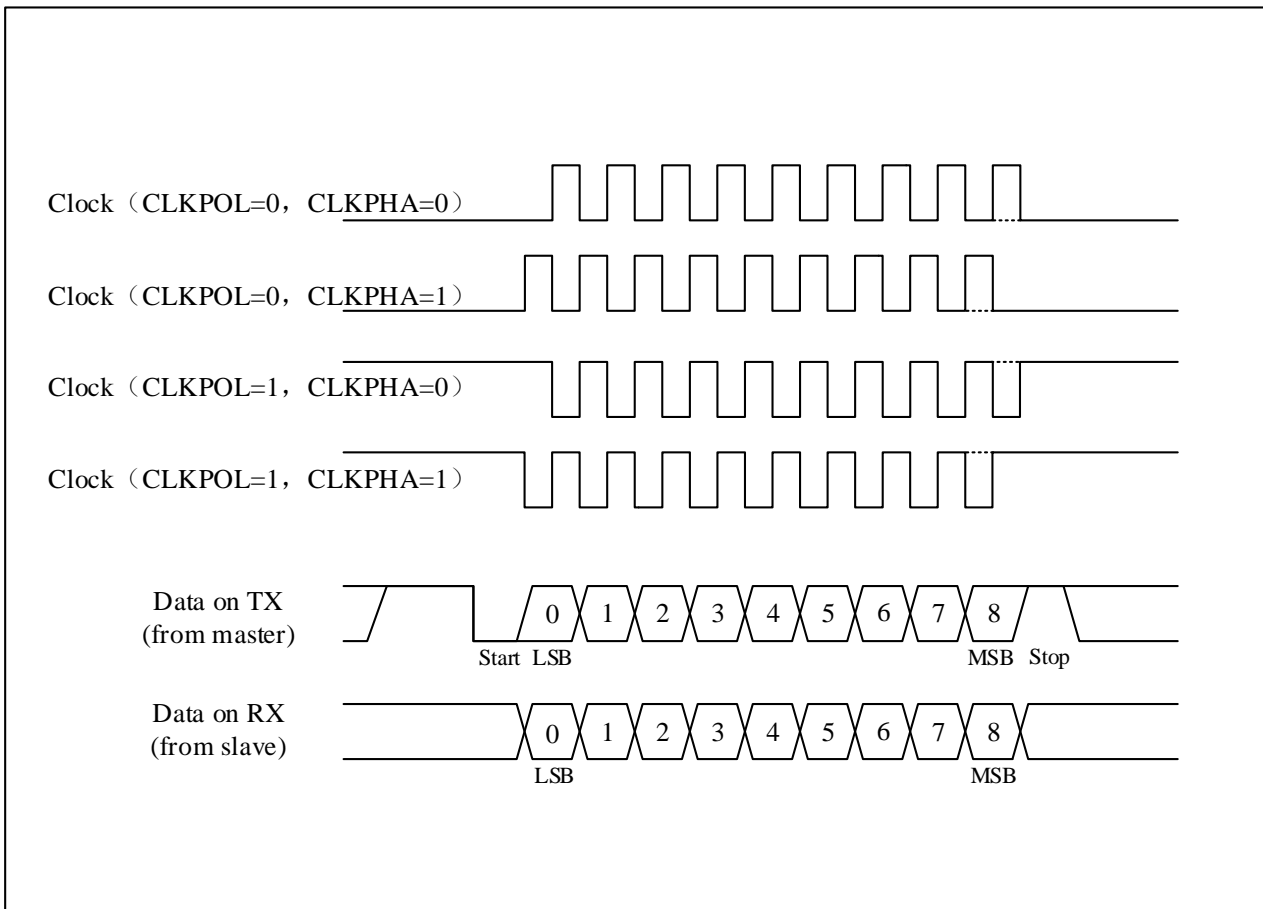 Clock（CLKPOL=0，CLKPHA=0）
Clock（CLKPOL=0，CLKPHA=1）
Clock（CLKPOL=1，CLKPHA=0）
Clock（CLKPOL=1，CLKPHA=1）
Data on TX
(from master)
0 1 2 3 4 5 6 7 8
Start LSB MSB Stop
Data on RX
(from slave)
0 1 2 3 4 5 6 7 8
LSB MSB